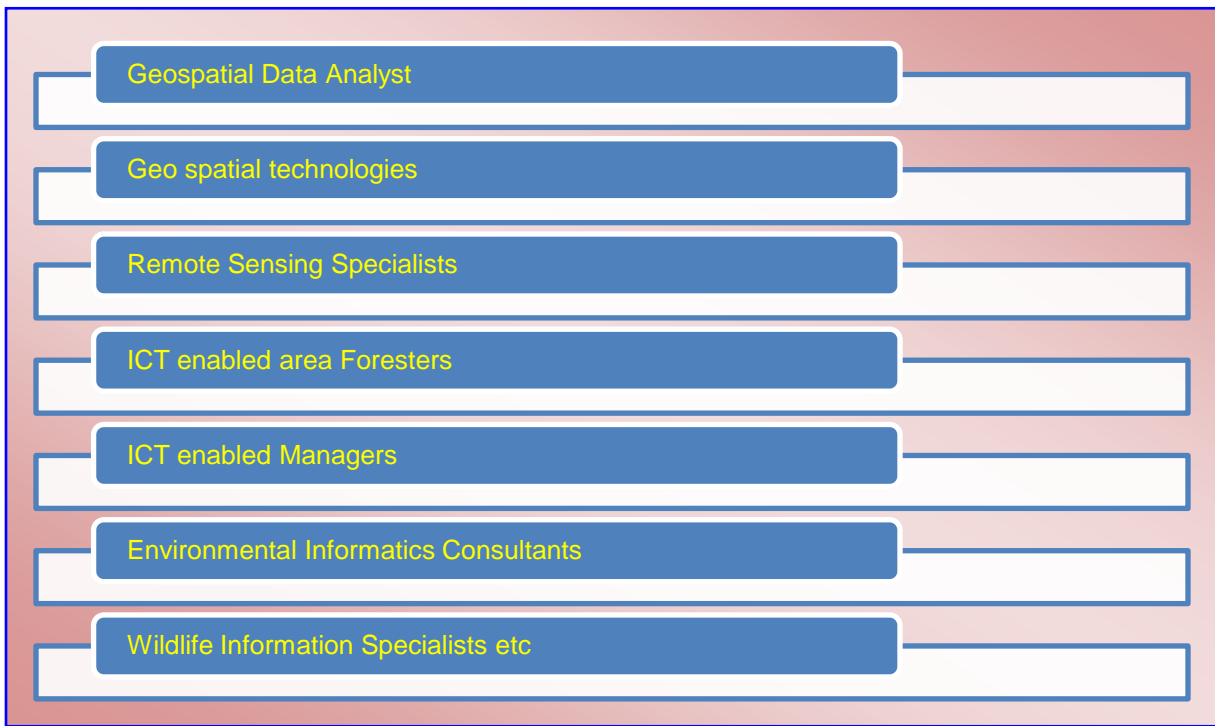 Geospatial Data Analyst
Geo spatial technologies
Remote Sensing Specialists
ICT enabled area Foresters
ICT enabled Managers
Environmental Informatics Consultants
Wildlife Information Specialists etc